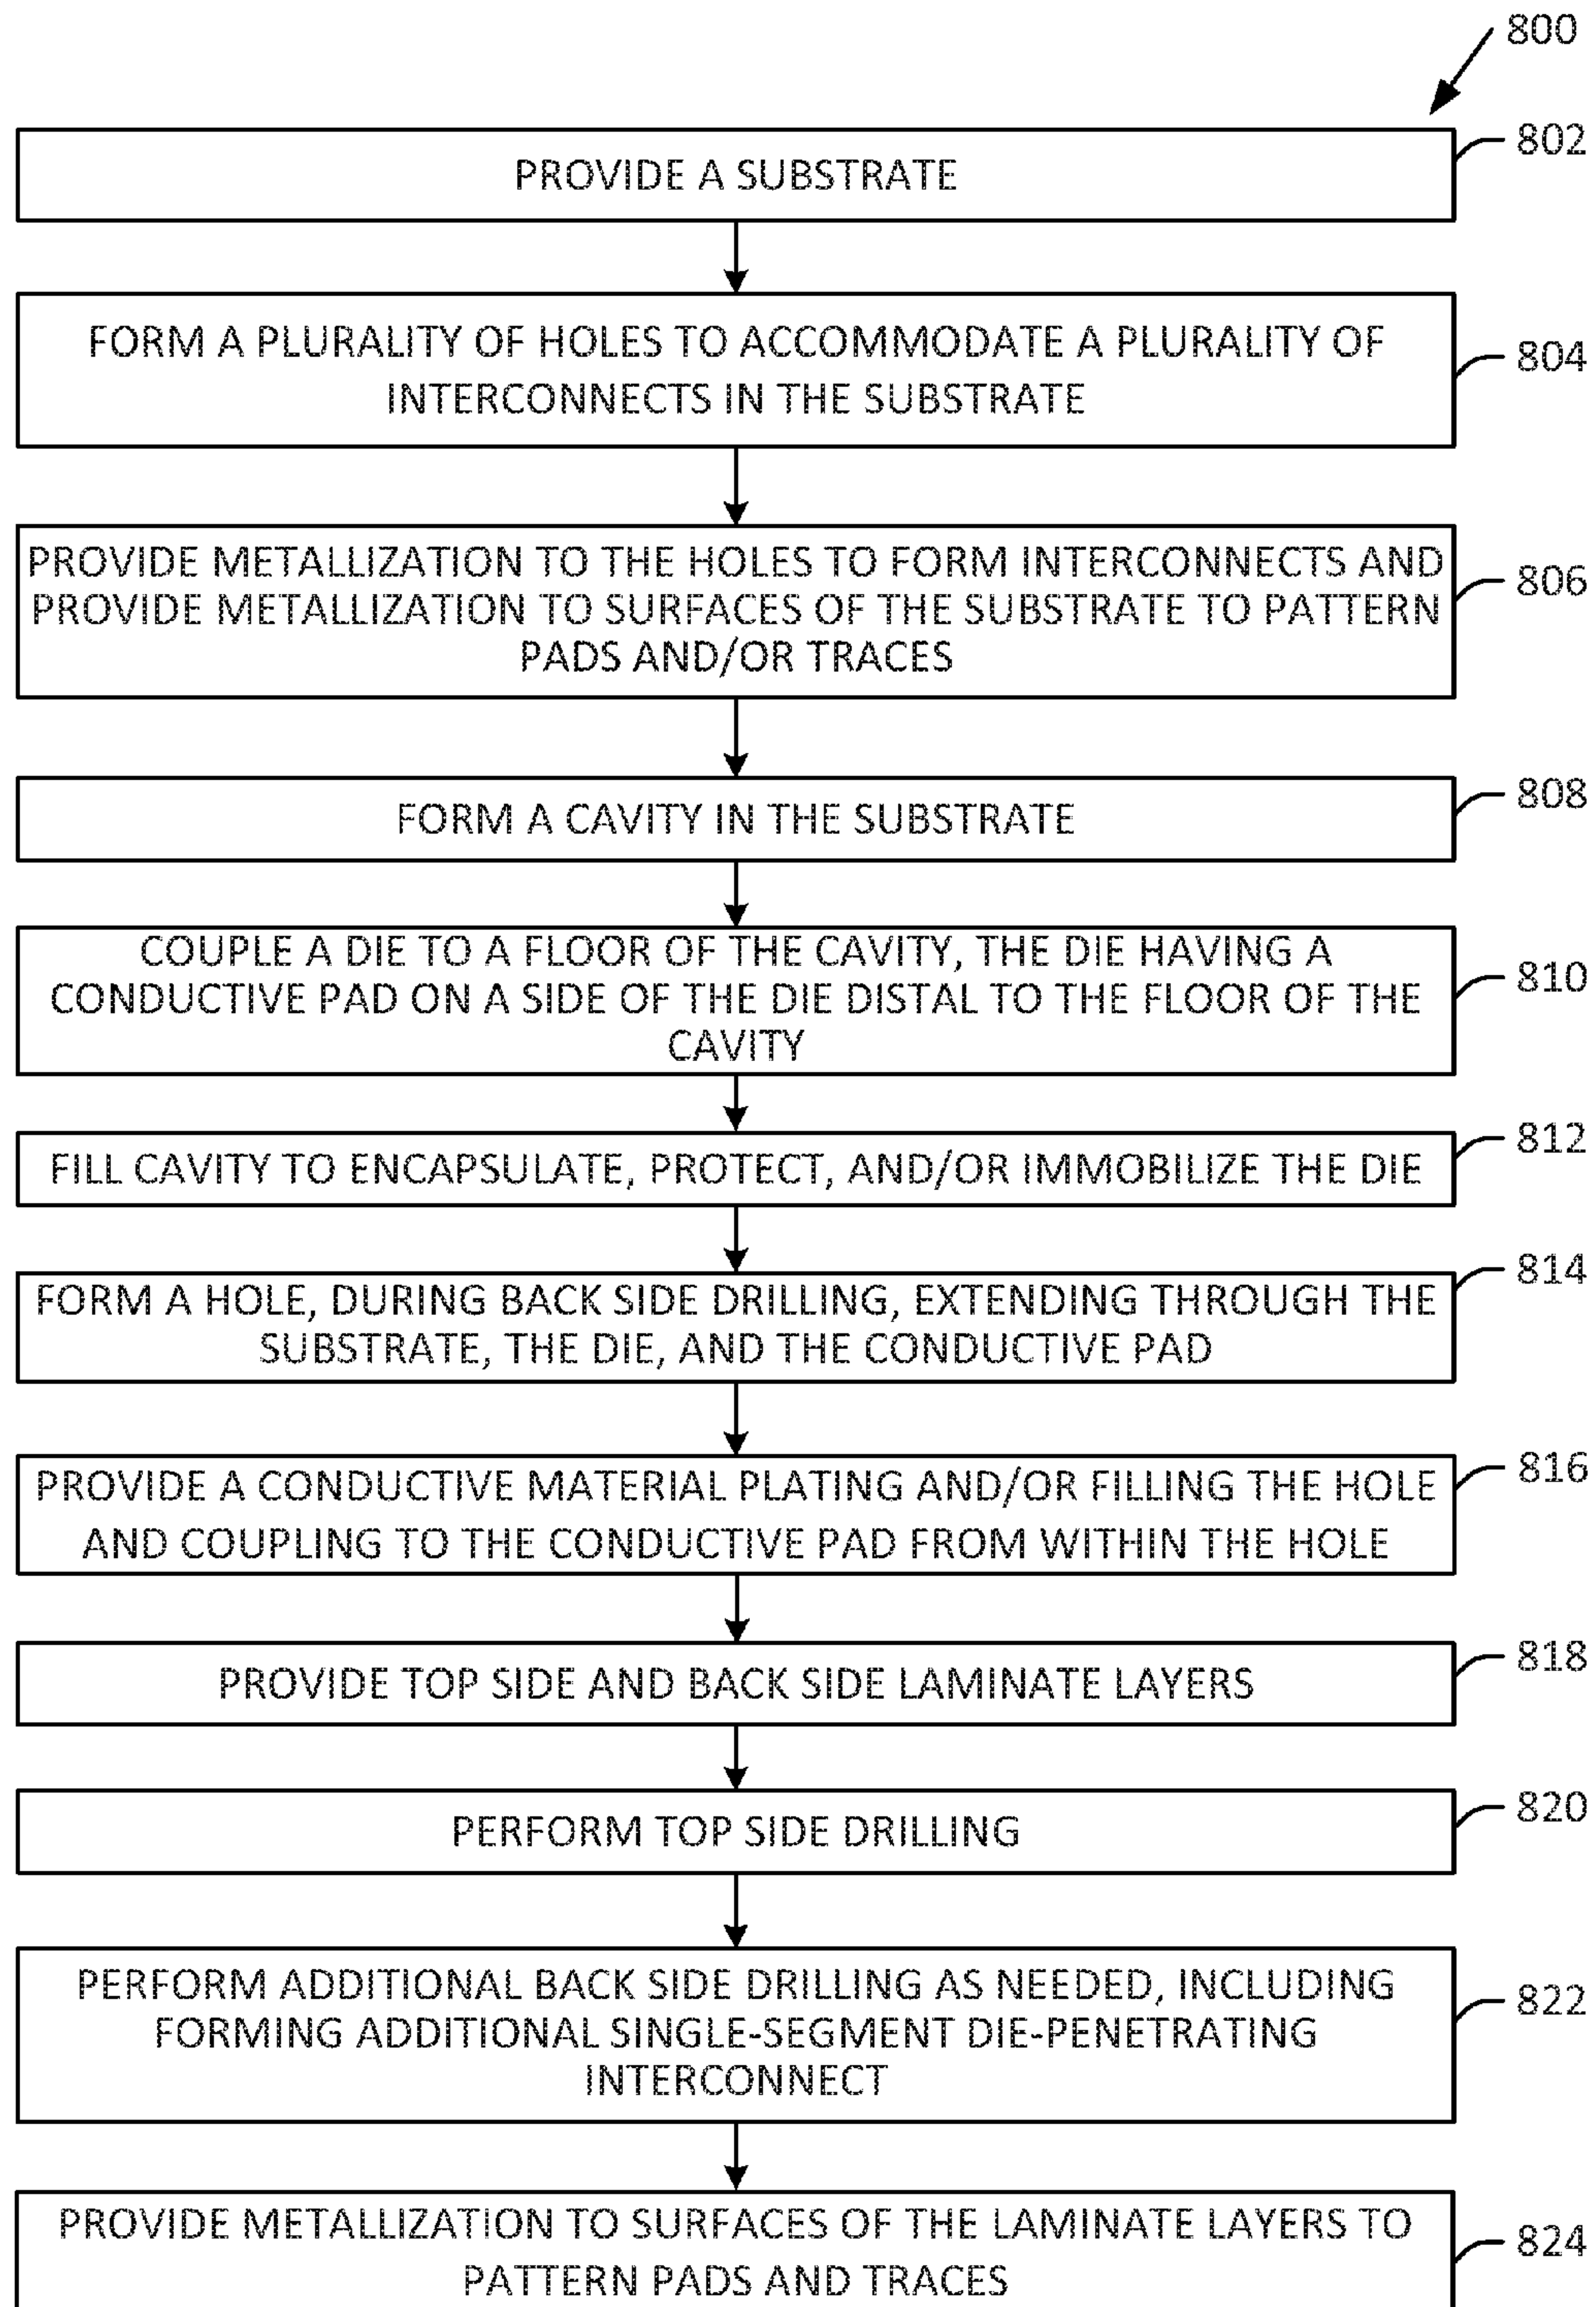 800
PROVIDE A SUBSTRATE
802
FORM A PLURALITY OF HOLES TO ACCOMMODATE A PLURALITY OF
INTERCONNECTS IN THE SUBSTRATE
804
PROVIDE METALLIZATION TO THE HOLES TO FORM INTERCONNECTS AND
PROVIDE METALLIZATION TO SURFACES OF THE SUBSTRATE TO PATTERN
PADS AND/OR TRACES
806
FORM A CAVITY IN THE SUBSTRATE
808
COUPLE A DIE TO A FLOOR OF THE CAVITY, THE DIE HAVING A
CONDUCTIVE PAD ON A SIDE OF THE DIE DISTAL TO THE FLOOR OF THE
CAVITY
810
FILL CAVITY TO ENCAPSULATE, PROTECT, AND/OR IMMOBILIZE THE DIE
812
FORM A HOLE, DURING BACK SIDE DRILLING, EXTENDING THROUGH THE
SUBSTRATE, THE DIE, AND THE CONDUCTIVE PAD
814
PROVIDE A CONDUCTIVE MATERIAL PLATING AND/OR FILLING THE HOLE
AND COUPLING TO THE CONDUCTIVE PAD FROM WITHIN THE HOLE
816
PROVIDE TOP SIDE AND BACK SIDE LAMINATE LAYERS
818
PERFORM TOP SIDE DRILLING
820
PERFORM ADDITIONAL BACK SIDE DRILLING AS NEEDED, INCLUDING
FORMING ADDITIONAL SINGLE-SEGMENT DIE-PENETRATING
INTERCONNECT
822
PROVIDE METALLIZATION TO SURFACES OF THE LAMINATE LAYERS TO
PATTERN PADS AND TRACES
824